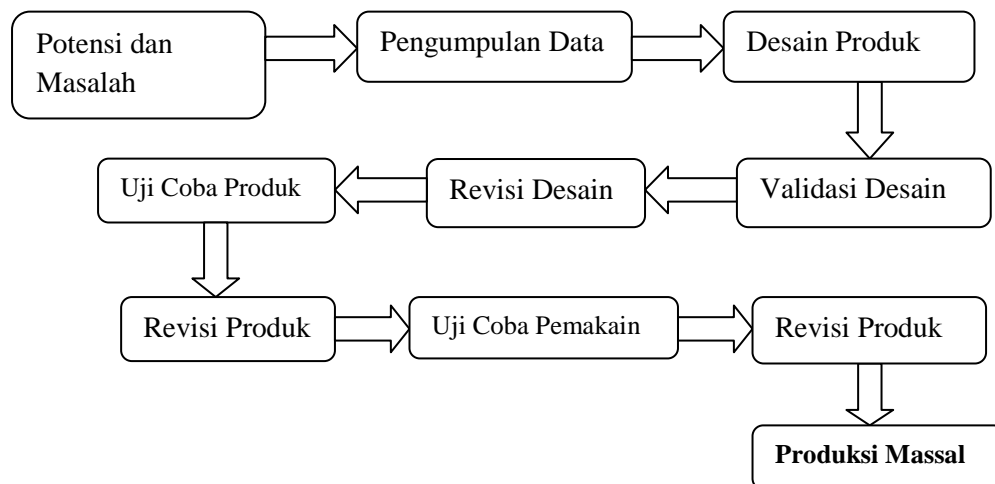 Potensi dan
Masalah
Pengumpulan Data
Desain Produk
Validasi Desain
Revisi Desain
Uji Coba Produk
Revisi Produk
Uji Coba Pemakain
Revisi Produk
Produksi Massal